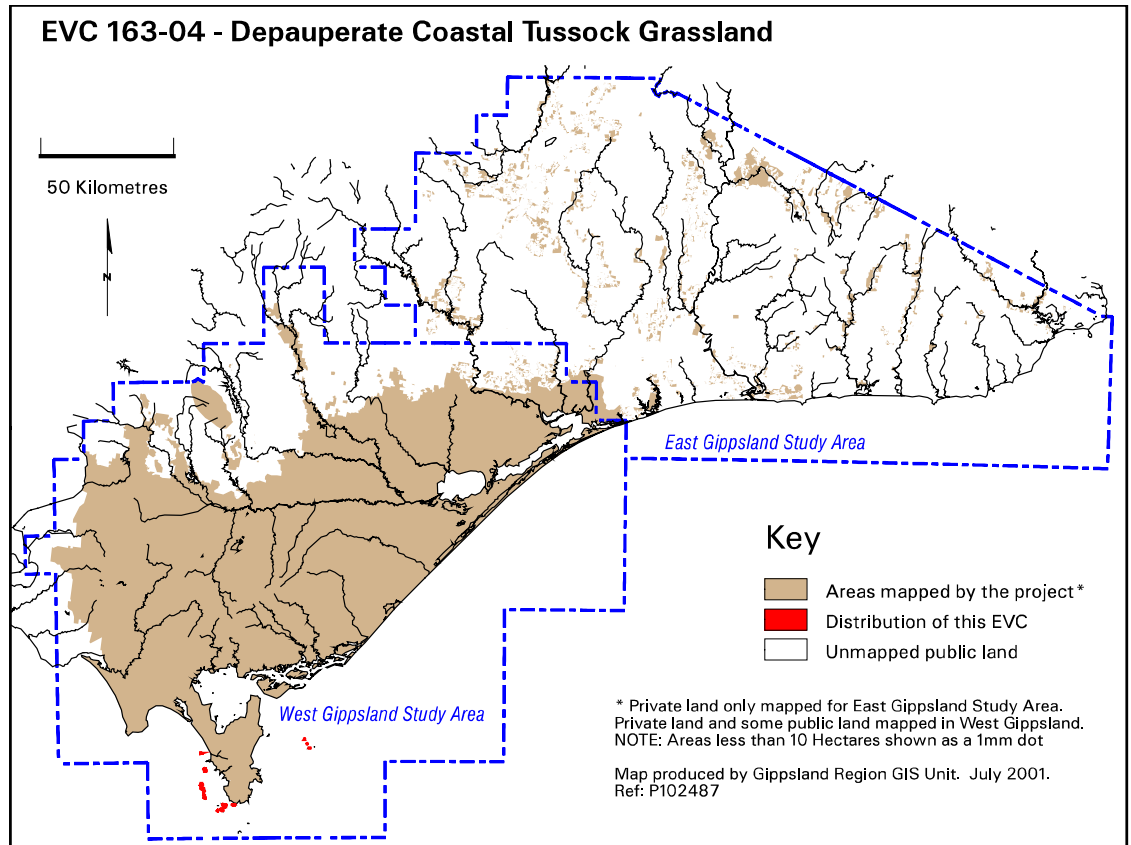 EVC 163-04 - Depauperate Coastal Tussock Grassland
50 Kilometres
N
East Gippsland Study Area
West Gippsland Study Area
Key
Areas mapped by the project*
Distribution of this EVC
Unmapped public land
* Private land only mapped for East Gippsland Study Area.
Private land and some public land mapped in West Gippsland.
NOTE: Areas less than 10 Hectares shown as a 1mm dot
Map produced by Gippsland Region GIS Unit. July 2001.
Ref: P102487